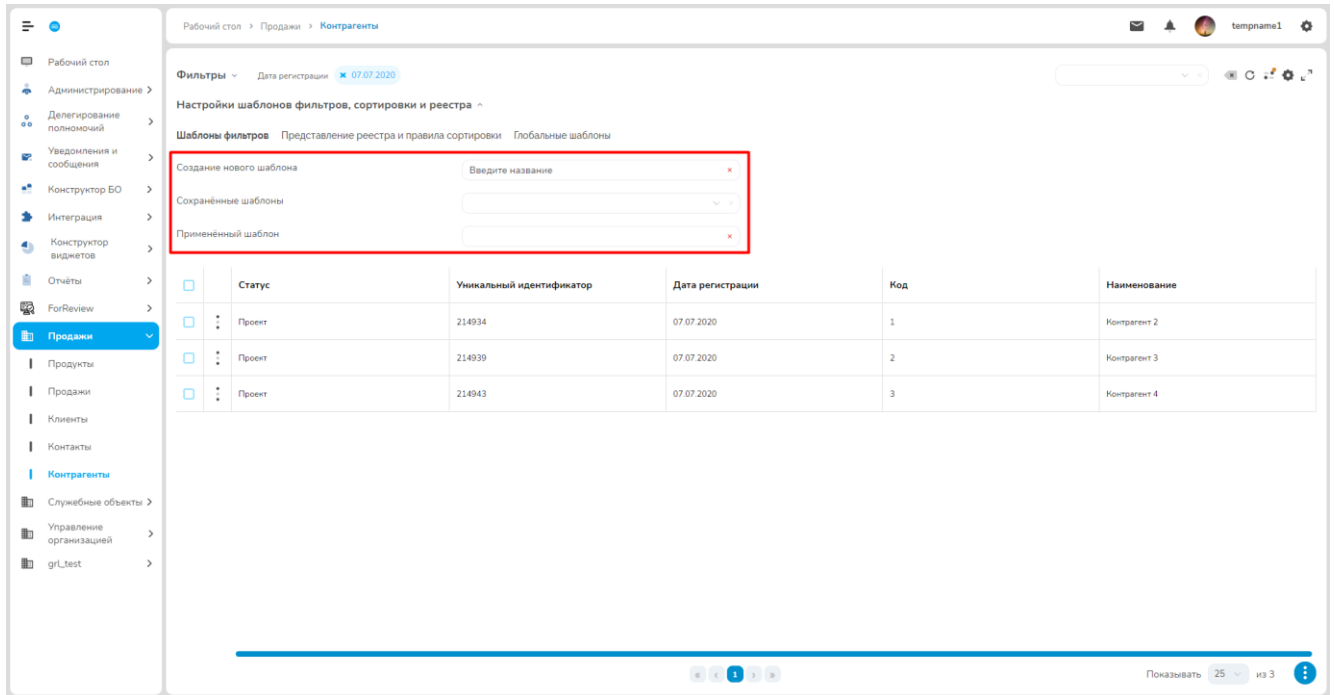 Рабочий стол > Продажи > Контрагенты
tempname1
Рабочий стол
Администрирование
Делегирование
полномочий
Уведомления и
сообщения
Конструктор БО
Интеграция
Конструктор
виджетов
Отчёты
ForReview
Продажи
Продукты
Продажи
Клиенты
Контакты
Контрагенты
Служебные объекты
Управление
организацией
grl_test
Фильтры Дата регистрации × 07.07.2020
Настройки шаблонов фильтров, сортировки и реестра
Шаблоны фильтров Представление реестра и правила сортировки Глобальные шаблоны
Создание нового шаблона Введите название
Сохранённые шаблоны
Применённый шаблон
Статус Уникальный идентификатор Дата регистрации Код Наименование
Проект 214934 07.07.2020 1 Контрагент 2
Проект 214939 07.07.2020 2 Контрагент 3
Проект 214943 07.07.2020 3 Контрагент 4
« ‹ 1 › »
Показывать 25 из 3